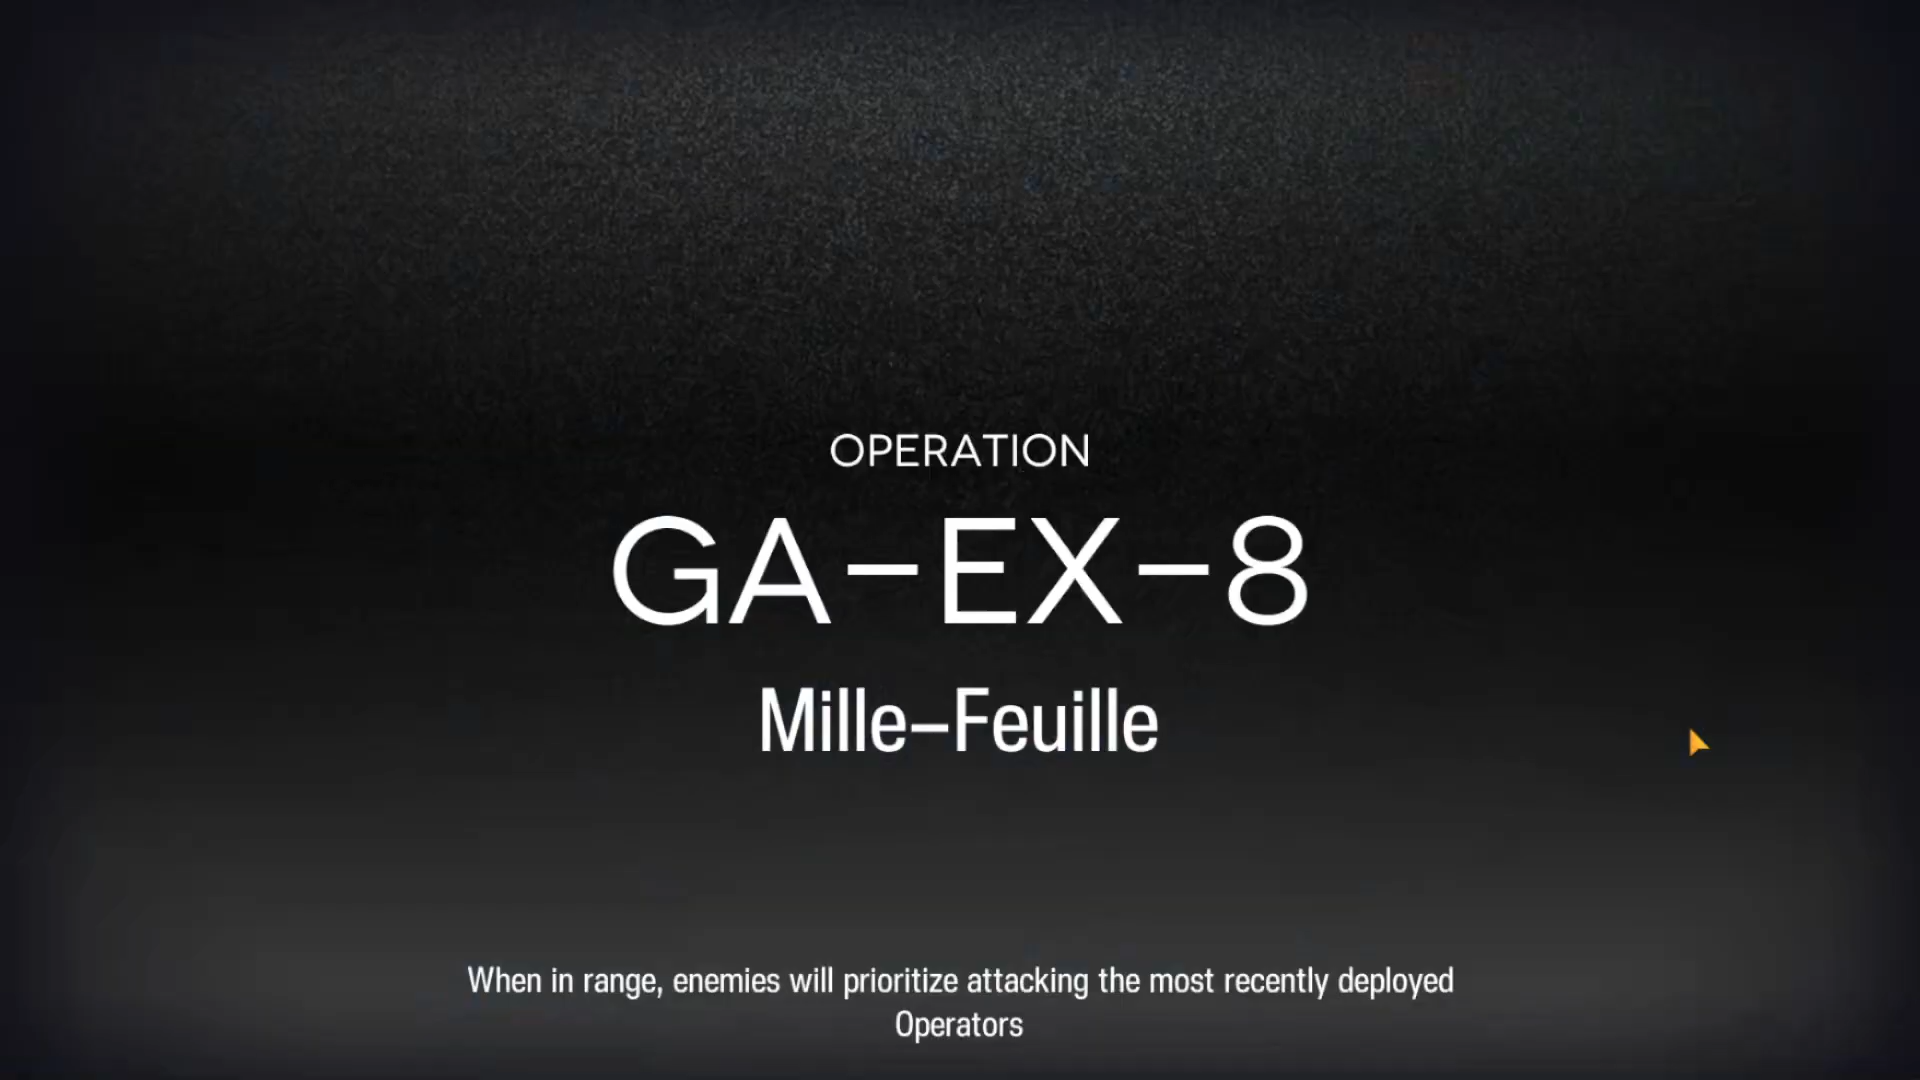 OPERATION
GA-EX-8
Mille-Feuille
When in range, enemies will prioritize attacking the most recently deployed
Operators